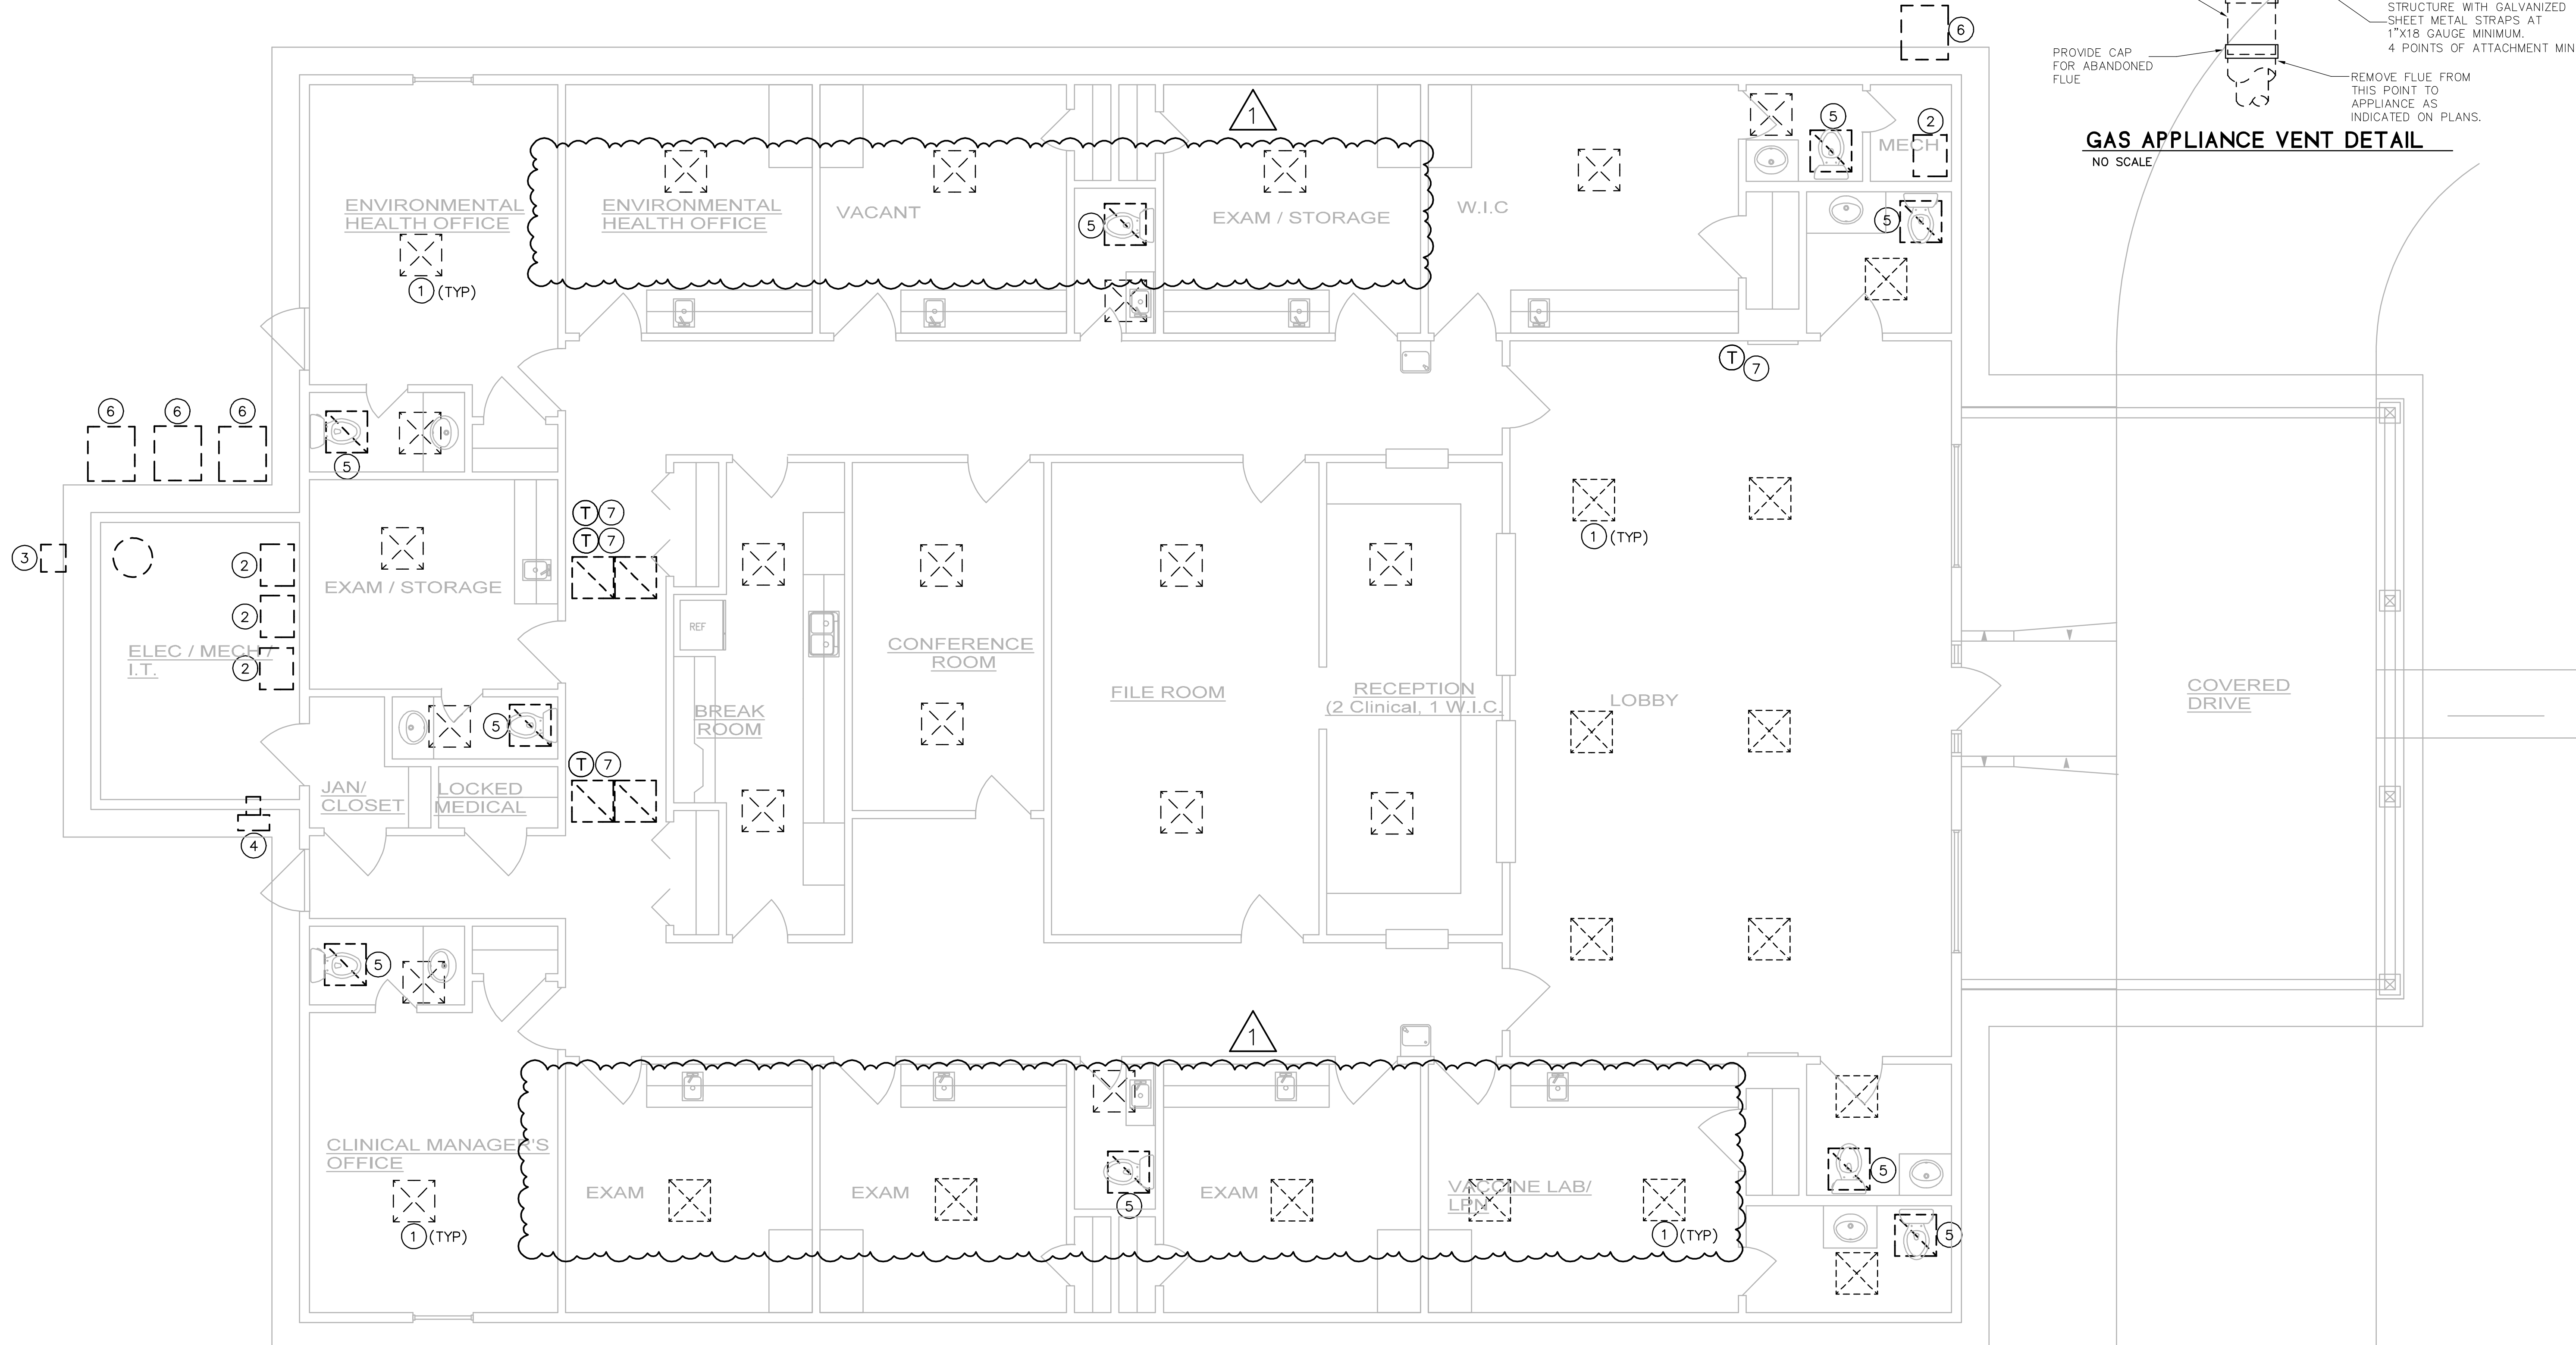 6
STRUCTURE WITH GALVANIZED
SHEET METAL STRAPS AT
1"X18 GAUGE MINIMUM.
4 POINTS OF ATTACHMENT MIN
PROVIDE CAP
FOR ABANDONED
FLUE
REMOVE FLUE FROM
THIS POINT TO
APPLIANCE AS
INDICATED ON PLANS.
GAS APPLIANCE VENT DETAIL
NO SCALE
1
5
2
MECH
ENVIRONMENTAL
HEALTH OFFICE
ENVIRONMENTAL
HEALTH OFFICE
VACANT
5
EXAM / STORAGE
W.I.C
5
1 (TYP)
T 7
6
6
6
5
T 7
T 7
1 (TYP)
3
2
2
2
EXAM / STORAGE
ELEC / MECH /
I.T.
REF
CONFERENCE
ROOM
FILE ROOM
RECEPTION
(2 Clinical, 1 W.I.C.
LOBBY
COVERED
DRIVE
BREAK
ROOM
5
T 7
JAN/
CLOSET
LOCKED
MEDICAL
4
5
1
CLINICAL MANAGER'S
OFFICE
1 (TYP)
EXAM
EXAM
5
EXAM
VACCINE LAB/
LPN
1 (TYP)
5
5